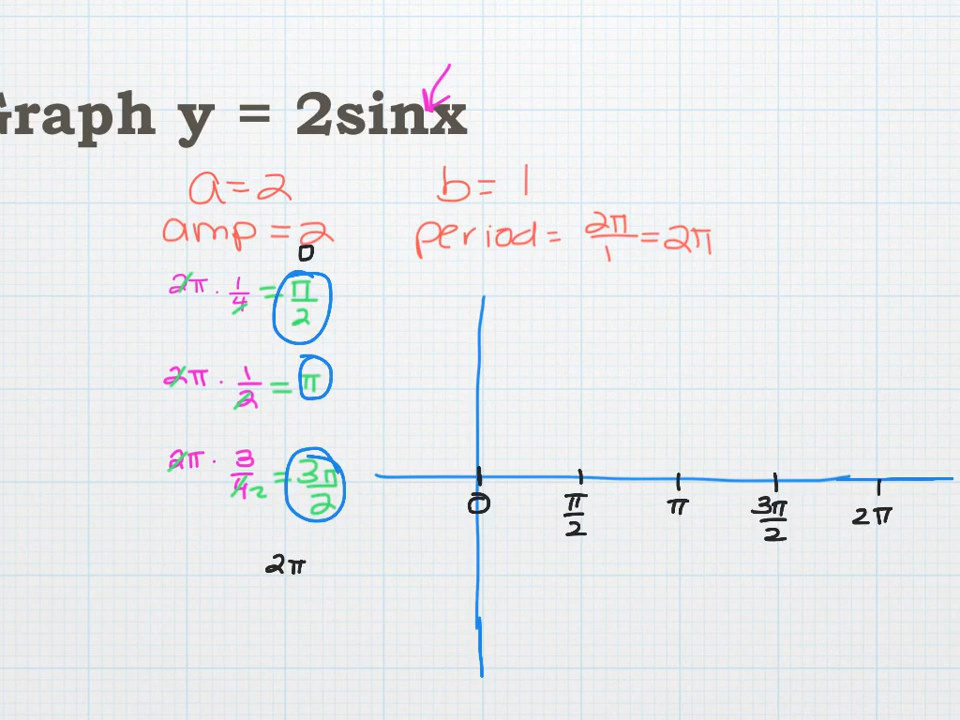 Graph y = 2sinx
a = 2
b = 1
amp = 2
period = 2π/1 = 2π
0
2π · 1/4 = π/2
2π · 1/2 = π
2π · 3/4 2 = 3π/2
0 π/2 π 3π/2 2π
2π